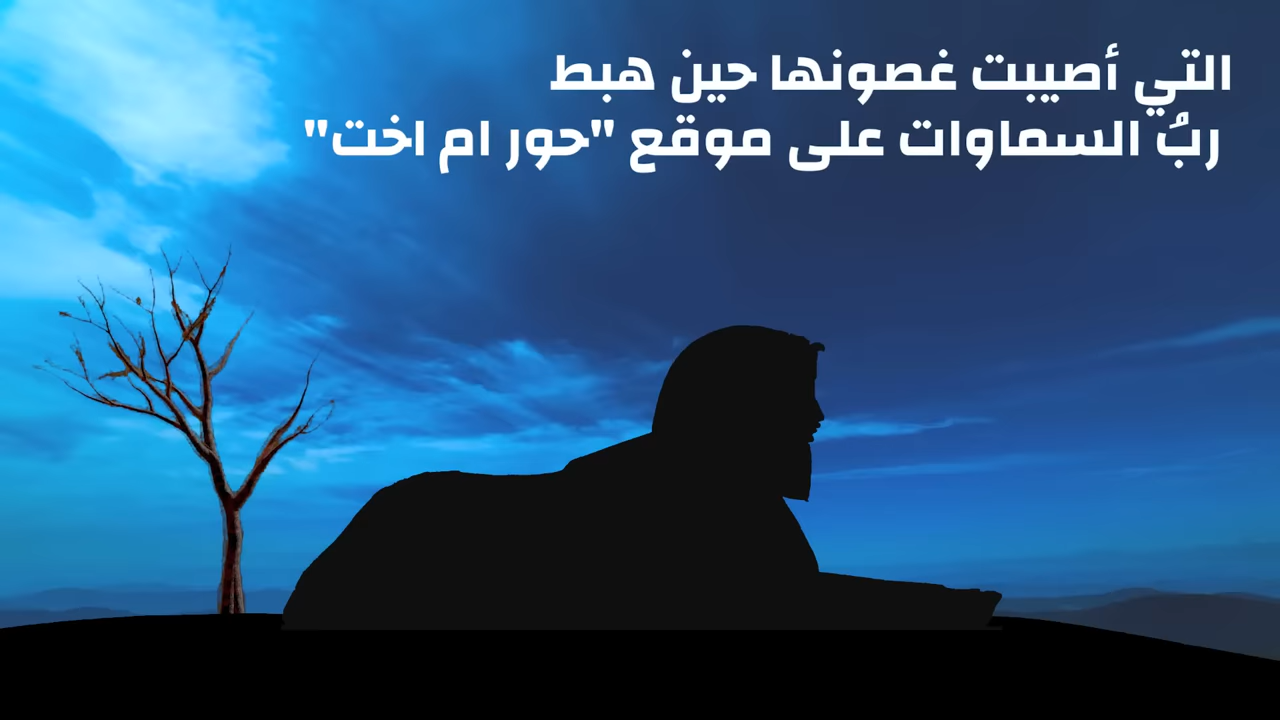 التي أصيبت غصونها حين هبط
ربُ السماوات على موقع "حور ام اخت"